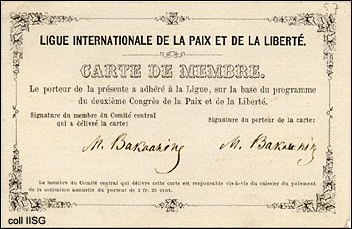 57
LIGUE INTERNATIONALE DE LA PAIX ET DE LA LIBERTÉ.
CARTE DE MEMBRE.
Le porteur de la présente a adhéré à la Ligue, sur la base du programme
du deuxième Congrès de la Paix et de la Liberté.
Signature du membre du Comité central
qui a délivré la carte:
Signature du porteur de la carte:
M. Bakounine
M. Bakounin
Le membre du Comité central qui délivre cette carte est responsable vis-à-vis du caissier du paiement
de la cotisation annuelle du porteur de 1 fr. 20 cent.
coll IISG